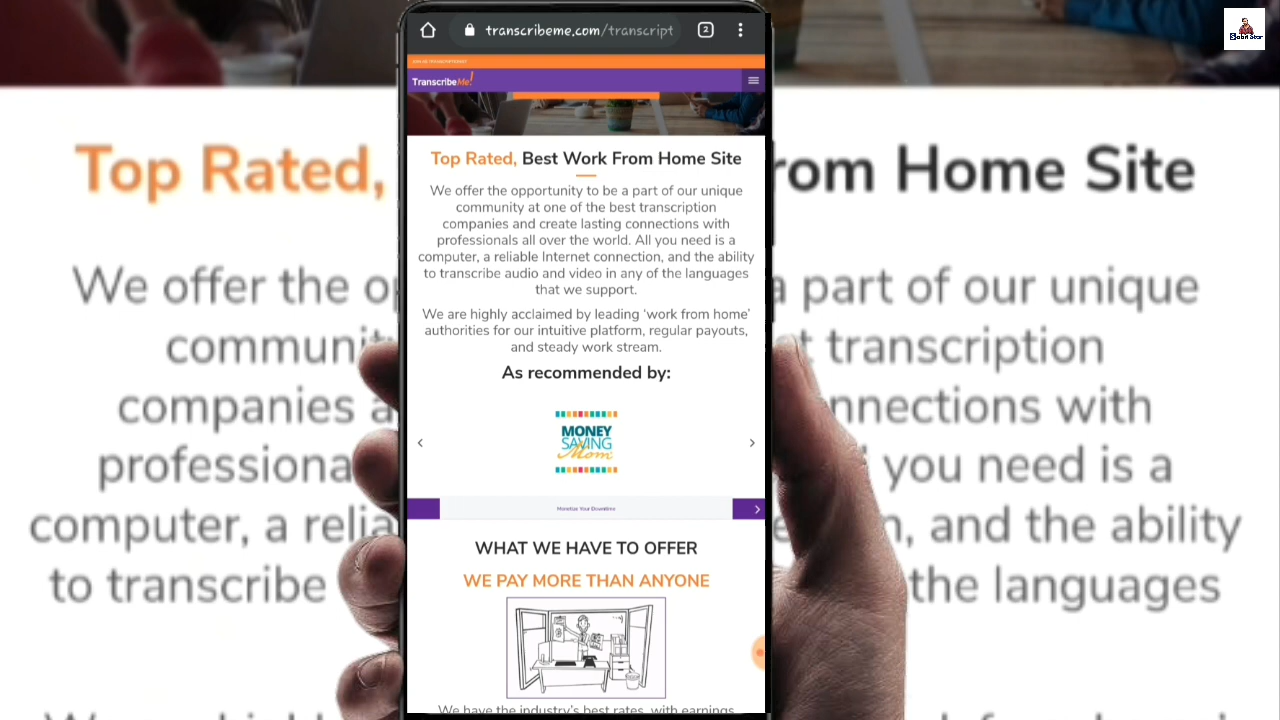 transcribeme.com/transcript
2
TranscribeMe!
Top Rated, Best Work From Home Site
We offer the opportunity to be a part of our unique
community at one of the best transcription
companies and create lasting connections with
professionals all over the world. All you need is a
computer, a reliable Internet connection, and the ability
to transcribe audio and video in any of the languages
that we support.
We are highly acclaimed by leading ‘work from home’
authorities for our intuitive platform, regular payouts,
and steady work stream.
As recommended by:
MONEY
SAVING
Mom
Monetize Your Downtime
WHAT WE HAVE TO OFFER
WE PAY MORE THAN ANYONE
We have the industry's best rates, with earnings
Top Rated,
rom Home Site
We offer the op
a part of our unique
communit
t transcription
companies a
nnections with
professiona
you need is a
computer, a relia
n, and the ability
to transcribe
the languages